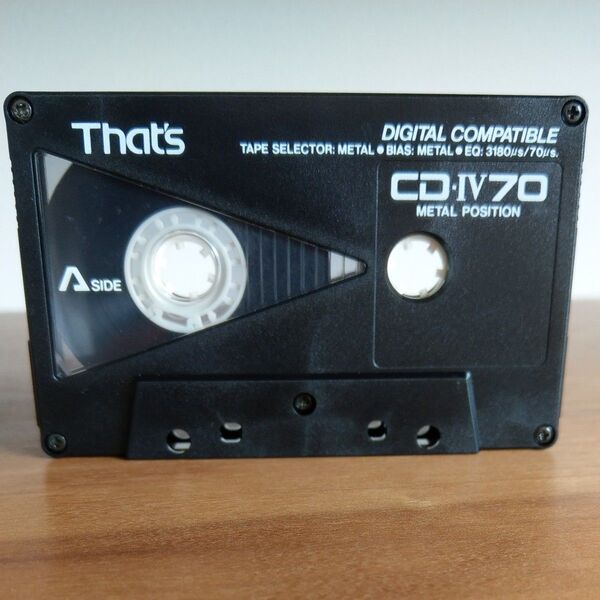 That's
DIGITAL COMPATIBLE
TAPE SELECTOR: METAL ● BIAS: METAL ● EQ: 3180µs/70µs.
CD·IV70
METAL POSITION
A SIDE